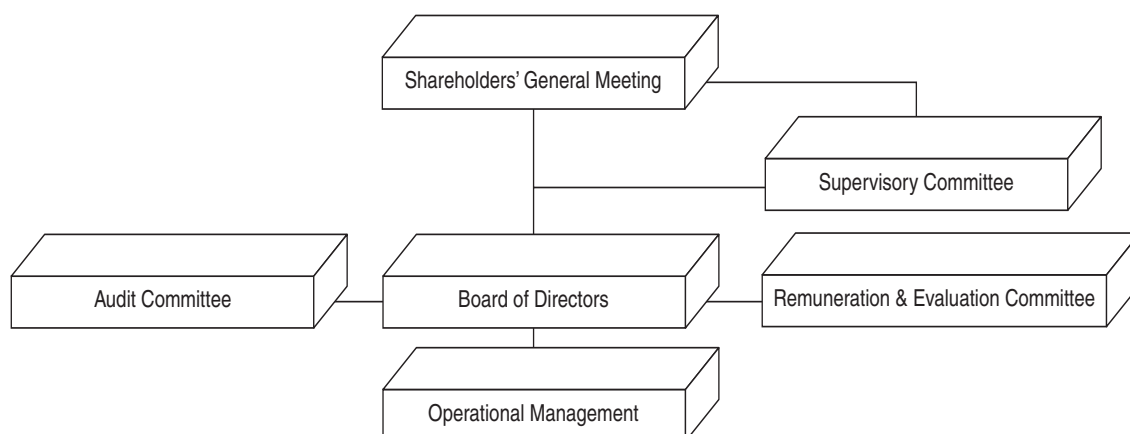 Shareholders' General Meeting
Supervisory Committee
Audit Committee
Board of Directors
Remuneration & Evaluation Committee
Operational Management